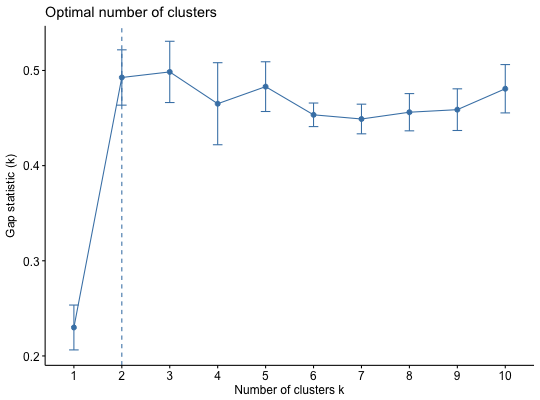 Optimal number of clusters
Gap statistic (k)
0.5
0.4
0.3
0.2
1 2 3 4 5 6 7 8 9 10
Number of clusters k